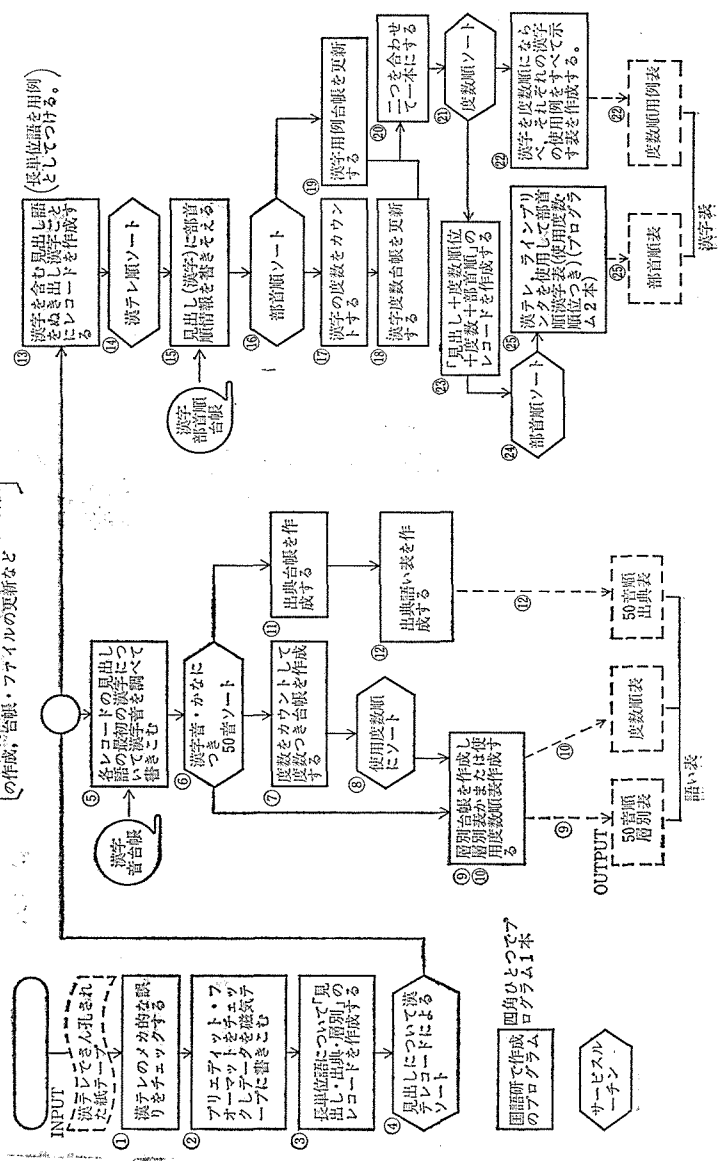 の作成，台帳・ファイルの更新など
INPUT
漢テレでさん孔され
た紙テープ
①
漢テレのメカ的な誤
りをチェックする
②
プリエディット・フ
ォーマットをチェッ
クしデータを磁気テ
ープに書きこむ
③
長単位語について「見
出し・出典・層別」の
レコードを作成する
④
見出しについて漢
テレコードによる
ソート
国語研で作成
のプログラム
四角ひとつでプ
ログラム1本
サービスル
ーチン
⑤
各レコードの見出し
語の最初の漢字につ
いて漢字音を調べて
書きこむ
漢字
音台帳
⑥
漢字音・かなに
つき
50音ソート
⑦
度数をカウントして
度数つき台帳を作成
する
⑧
使用度数順
にソート
⑨
⑩
層別台帳を作成し
層別表かまたは使
用度数順表作成す
る
⑪
出典台帳を作
成する
⑫
出典語い表を作
成する
⑨
⑩
⑫
OUTPUT
50音順
層別表
度数順表
50音順
出典表
語い表
⑬
漢字を含む見出し語
をぬき出し漢字ごと
にレコードを作成す
る
(長単位語を用例
としてつける。)
⑭
漢テレ順ソート
⑮
見出し(漢字)に部首
順情報を書きそえる
漢字
部首順
台帳
⑯
部首順ソート
⑰
漢字の度数をカウン
トする
⑱
漢字度数台帳を更新
する
⑲
漢字用例台帳を更新
する
⑳
二つを合わせ
て一本にする
㉑
度数順ソート
㉒
漢字を度数順になら
べ，それぞれの漢字
の使用例をすべて示
す表を作成する。
㉓
「見出し＋度数順位
＋度数＋部首順」の
レコードを作成する
㉔
部首順ソート
㉕
漢テレ，ラインプリ
ンタを使用して部首
順漢字表(使用度数・
順位つき)(プログラ
ム2本)
㉕
㉒
部首順表
度数順用例表
漢字表